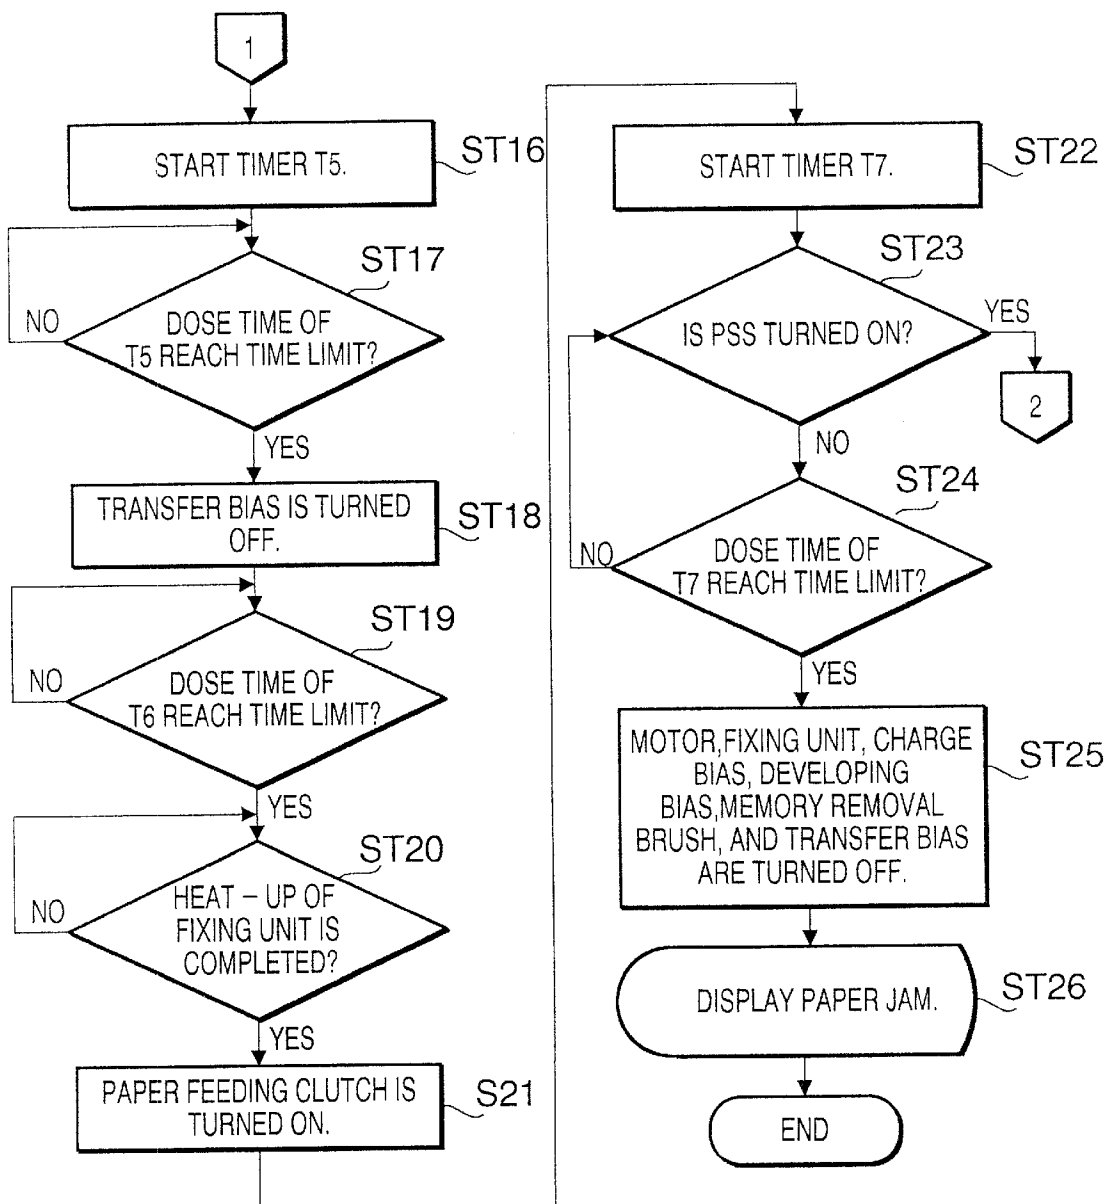 1
START TIMER T5.
ST16
ST17
DOSE TIME OF
T5 REACH TIME LIMIT?
NO
YES
TRANSFER BIAS IS TURNED
OFF.
ST18
ST19
DOSE TIME OF
T6 REACH TIME LIMIT?
NO
YES
ST20
HEAT – UP OF
FIXING UNIT IS
COMPLETED?
NO
YES
PAPER FEEDING CLUTCH IS
TURNED ON.
S21
START TIMER T7.
ST22
ST23
IS PSS TURNED ON?
YES
2
NO
ST24
DOSE TIME OF
T7 REACH TIME LIMIT?
NO
YES
MOTOR,FIXING UNIT, CHARGE
BIAS, DEVELOPING
BIAS,MEMORY REMOVAL
BRUSH, AND TRANSFER BIAS
ARE TURNED OFF.
ST25
DISPLAY PAPER JAM.
ST26
END